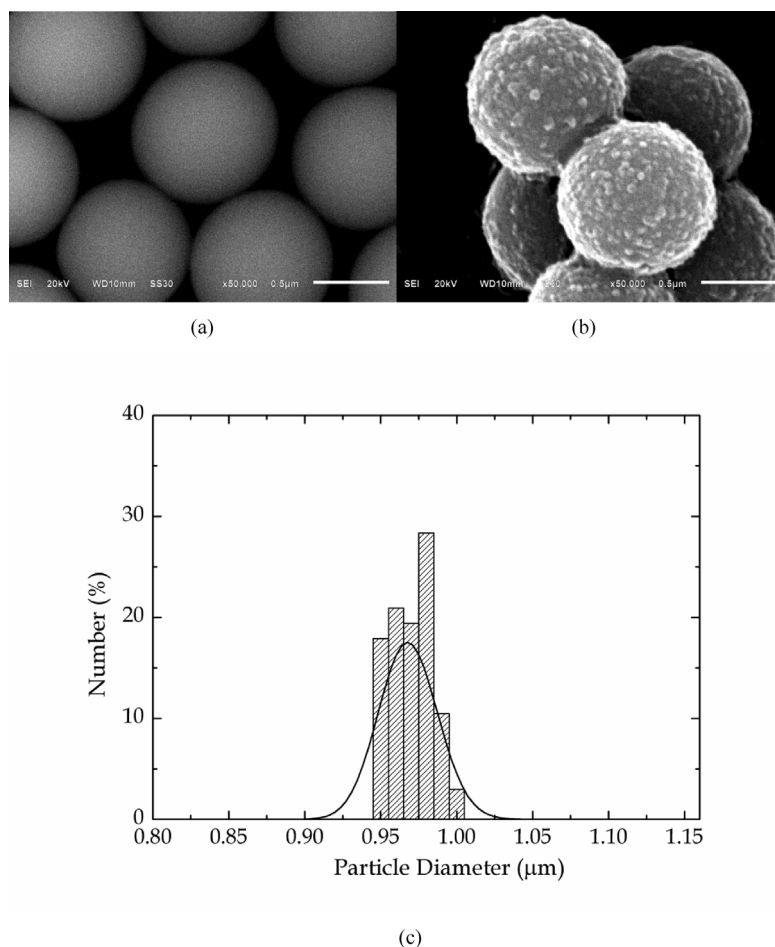 SEI 20kV WD10mm SS30 x50.000 0.5µm
SEI 20kV WD10mm x50.000 0.5µm
(a) (b)
40
30
20
10
0
Number (%)
0.80 0.85 0.90 0.95 1.00 1.05 1.10 1.15
Particle Diameter (µm)
(c)